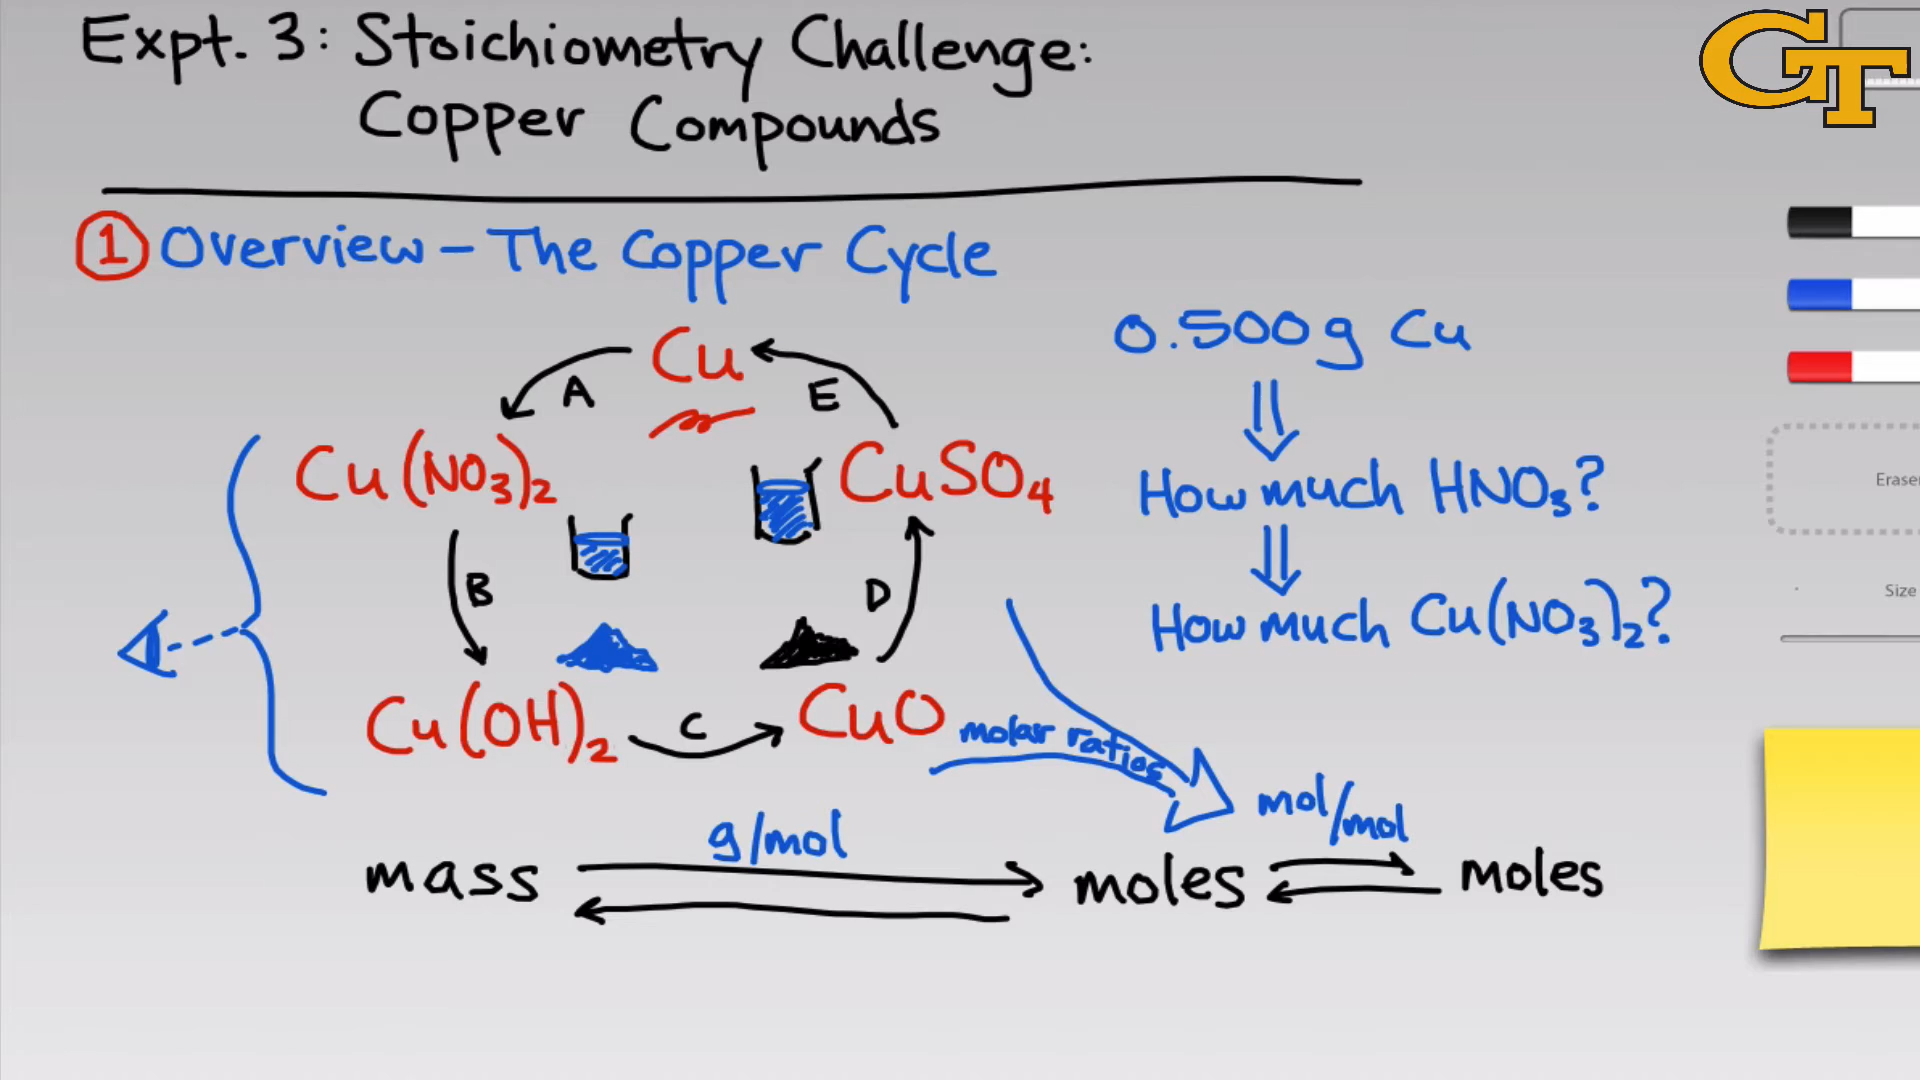 GT
Expt. 3: Stoichiometry Challenge:
Copper Compounds
1 Overview – The Copper Cycle
Cu
A
E
Cu(NO₃)₂
CuSO₄
B
D
Cu(OH)₂
C
CuO
0.500g Cu
How much HNO₃?
How much Cu(NO₃)₂?
molar ratios
g/mol
mol/mol
mass
moles
moles
Eraser
Size